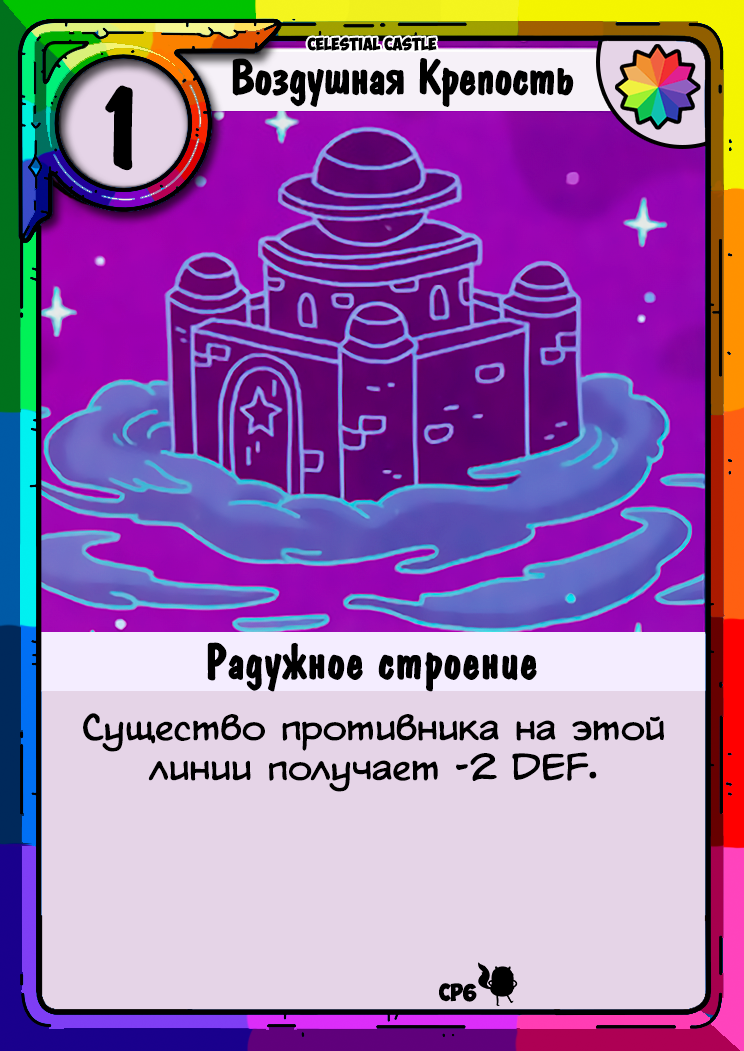 CELESTIAL CASTLE
1
Воздушная Крепость
Радужное строение
Существо противника на этой
линии получает -2 DEF.
CP6